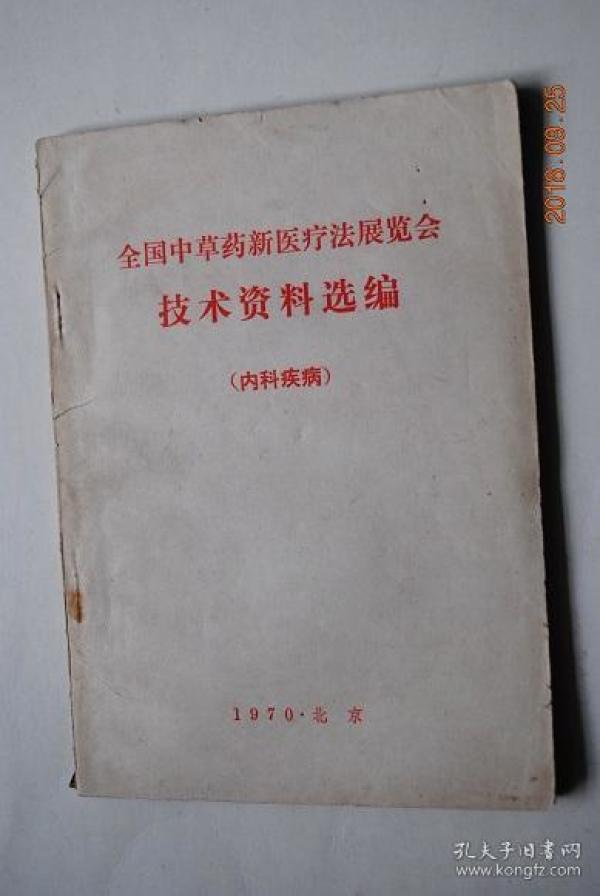 2016.09.25
全国中草药新医疗法展览会
技术资料选编
（内科疾病）
1970·北京
孔夫子旧书网
www.kongfz.com